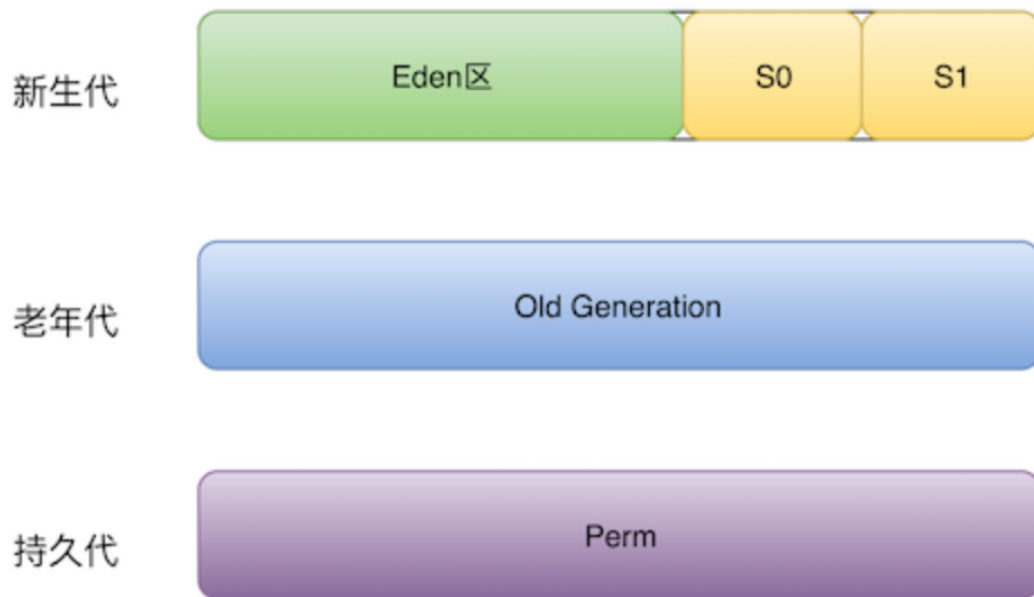 新生代
Eden区
S0
S1
老年代
Old Generation
持久代
Perm